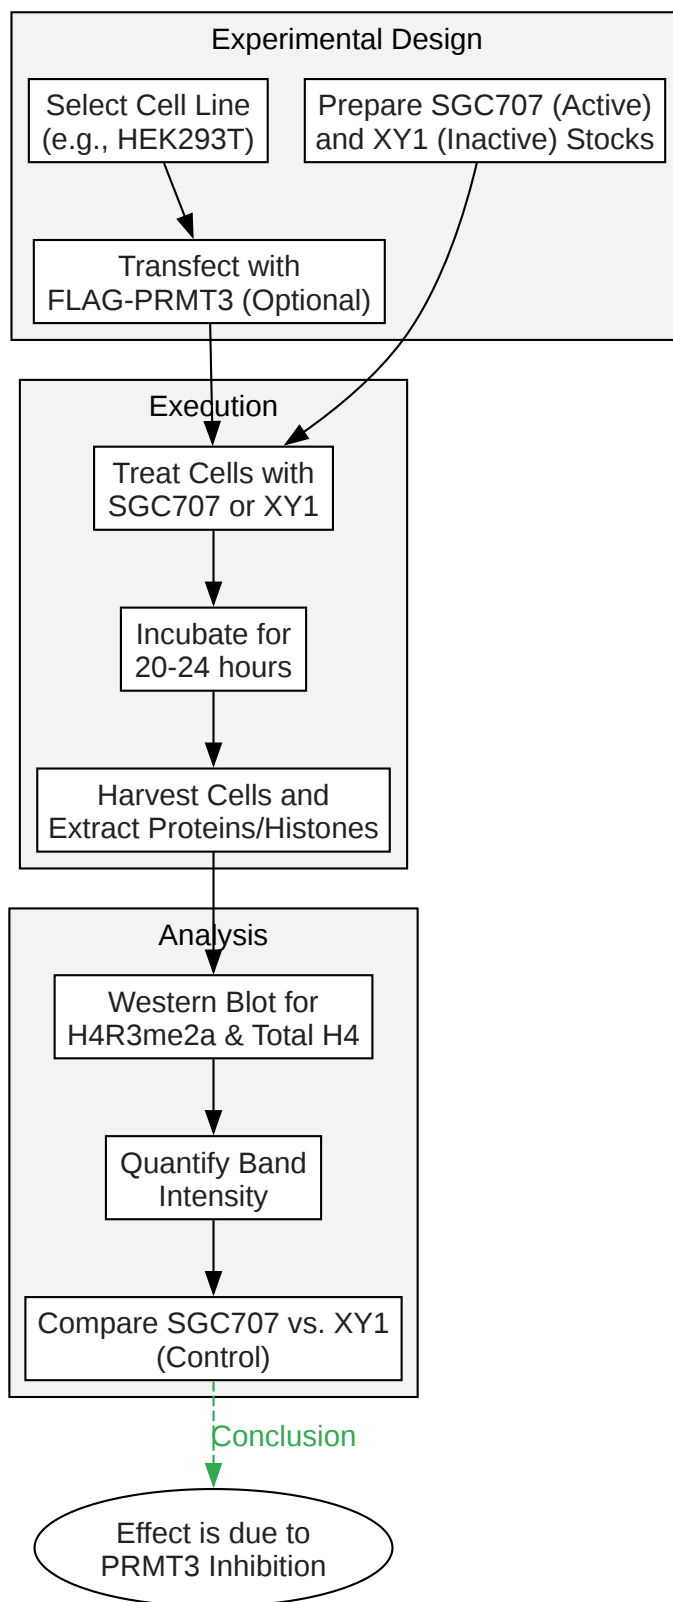 Experimental Design
Select Cell Line
(e.g., HEK293T)
Prepare SGC707 (Active)
and XY1 (Inactive) Stocks
Transfect with
FLAG-PRMT3 (Optional)
Execution
Treat Cells with
SGC707 or XY1
Incubate for
20-24 hours
Harvest Cells and
Extract Proteins/Histones
Analysis
Western Blot for
H4R3me2a & Total H4
Quantify Band
Intensity
Compare SGC707 vs. XY1
(Control)
Conclusion
Effect is due to
PRMT3 Inhibition